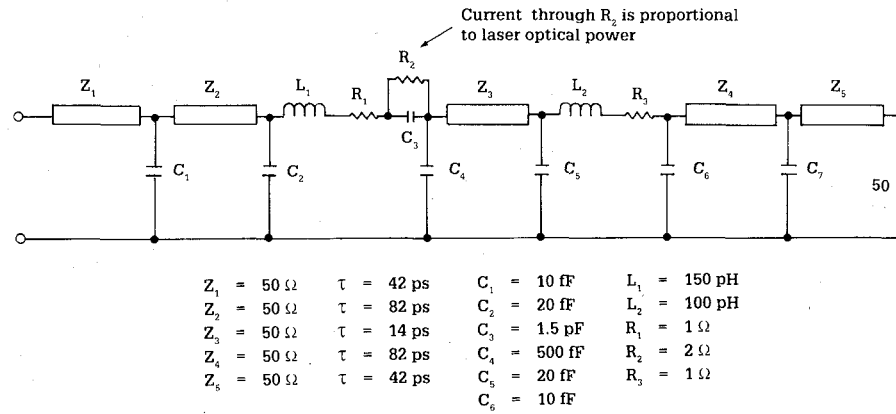 Current through R₂ is proportional
to laser optical power
R₂
Z₁ Z₂ L₁ R₁ C₃ Z₃ L₂ R₃ Z₄ Z₅
C₁ C₂ C₄ C₅ C₆ C₇ 50
Z₁ = 50 Ω τ = 42 ps C₁ = 10 fF L₁ = 150 pH
Z₂ = 50 Ω τ = 82 ps C₂ = 20 fF L₂ = 100 pH
Z₃ = 50 Ω τ = 14 ps C₃ = 1.5 pF R₁ = 1 Ω
Z₄ = 50 Ω τ = 82 ps C₄ = 500 fF R₂ = 2 Ω
Z₅ = 50 Ω τ = 42 ps C₅ = 20 fF R₃ = 1 Ω
C₆ = 10 fF